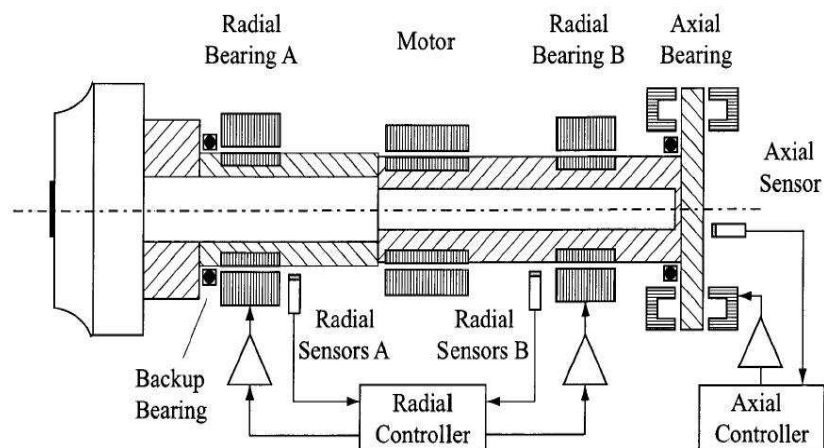 Radial
Bearing A
Motor
Radial
Bearing B
Axial
Bearing
Axial
Sensor
Radial
Sensors A
Radial
Sensors B
Backup
Bearing
Radial
Controller
Axial
Controller